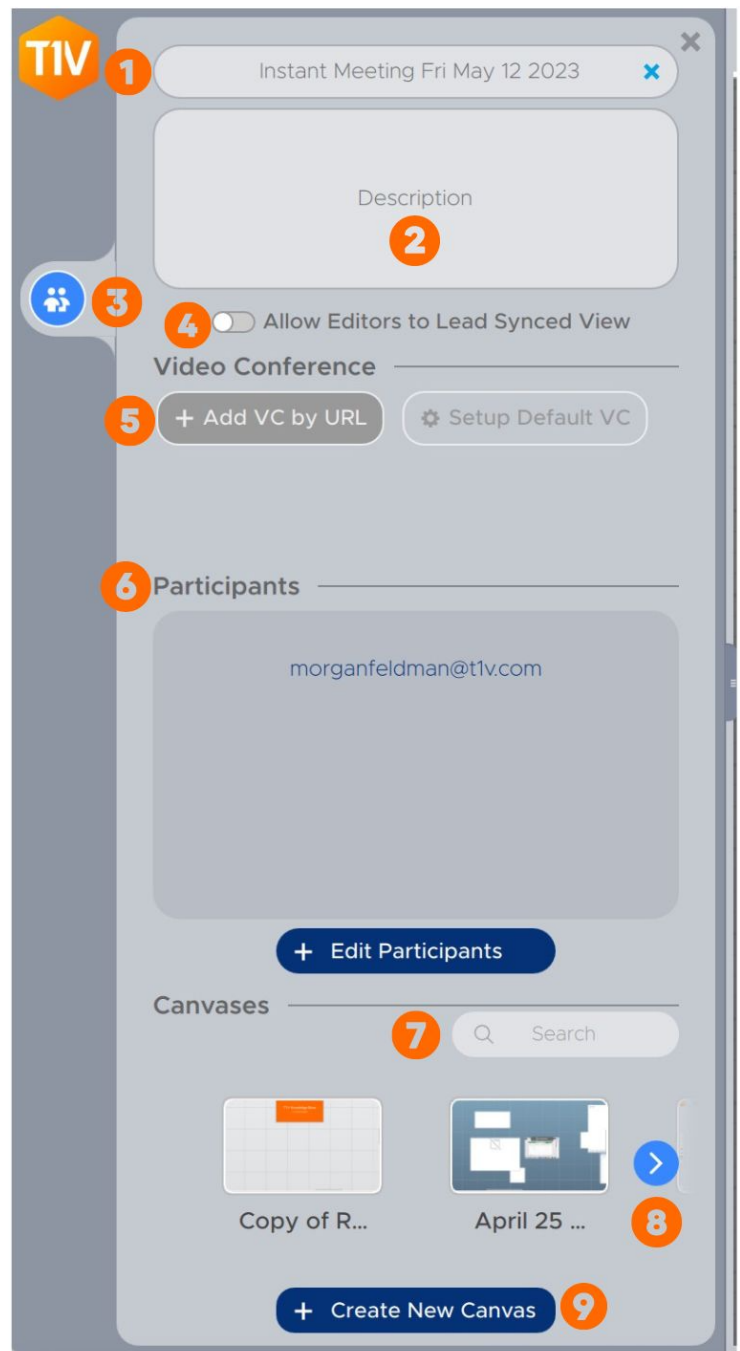 T1V
1
Instant Meeting Fri May 12 2023
Description
2
3
4 Allow Editors to Lead Synced View
Video Conference
5 + Add VC by URL Setup Default VC
6 Participants
morganfeldman@t1v.com
+ Edit Participants
Canvases
7 Search
Copy of R... April 25 ...
8
+ Create New Canvas 9